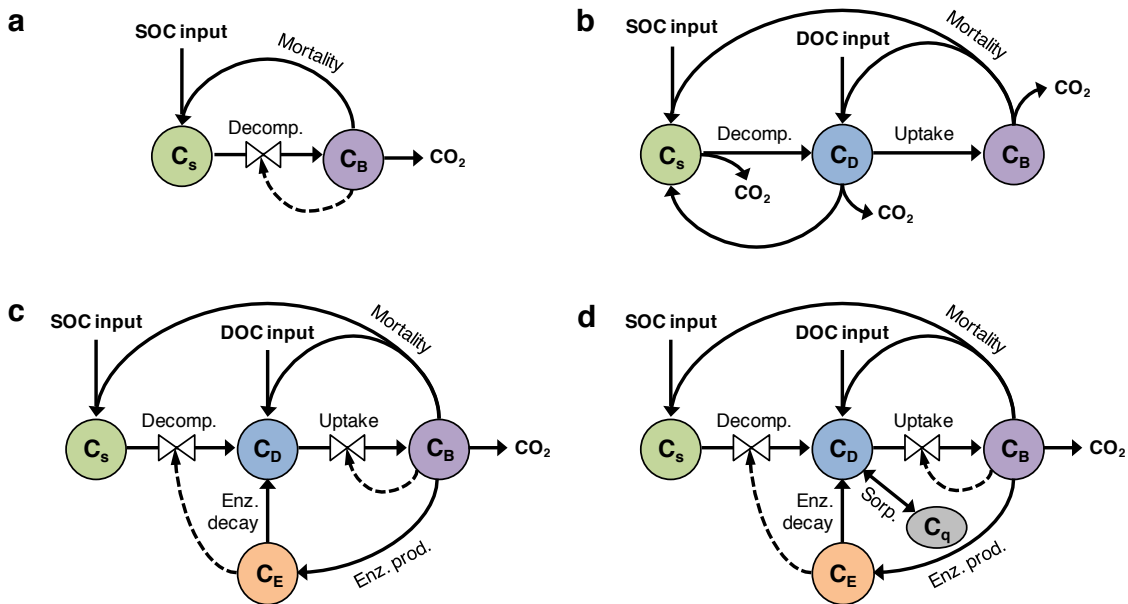 a
SOC input
Mortality
Decomp.
Cs
CB
CO2
b
SOC input
DOC input
Mortality
CO2
Decomp.
Uptake
Cs
CD
CB
CO2
CO2
c
SOC input
DOC input
Mortality
Decomp.
Uptake
Cs
CD
CB
CO2
Enz.
decay
CE
Enz. prod.
d
SOC input
DOC input
Mortality
Decomp.
Uptake
Cs
CD
CB
CO2
Enz.
decay
Sorp.
Cq
CE
Enz. prod.